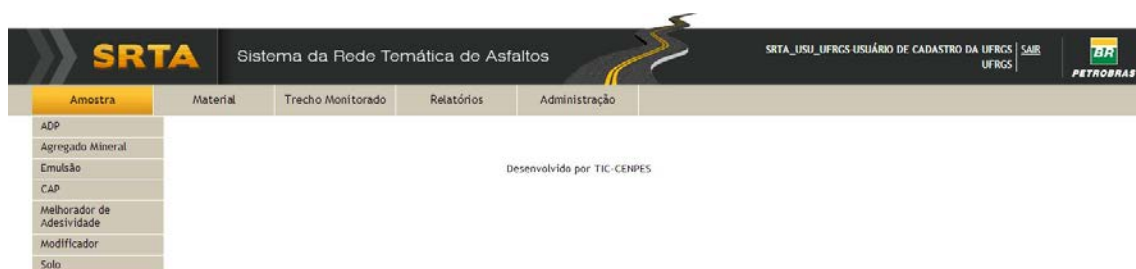 SRTA
Sistema da Rede Temática de Asfaltos
SRTA_USU_UFRGS-USUÁRIO DE CADASTRO DA UFRGS | SAIR
UFRGS
BR
PETROBRAS
Amostra
Material
Trecho Monitorado
Relatórios
Administração
ADP
Agregado Mineral
Emulsão
CAP
Melhorador de
Adesividade
Modificador
Solo
Desenvolvido por TIC-CENPES